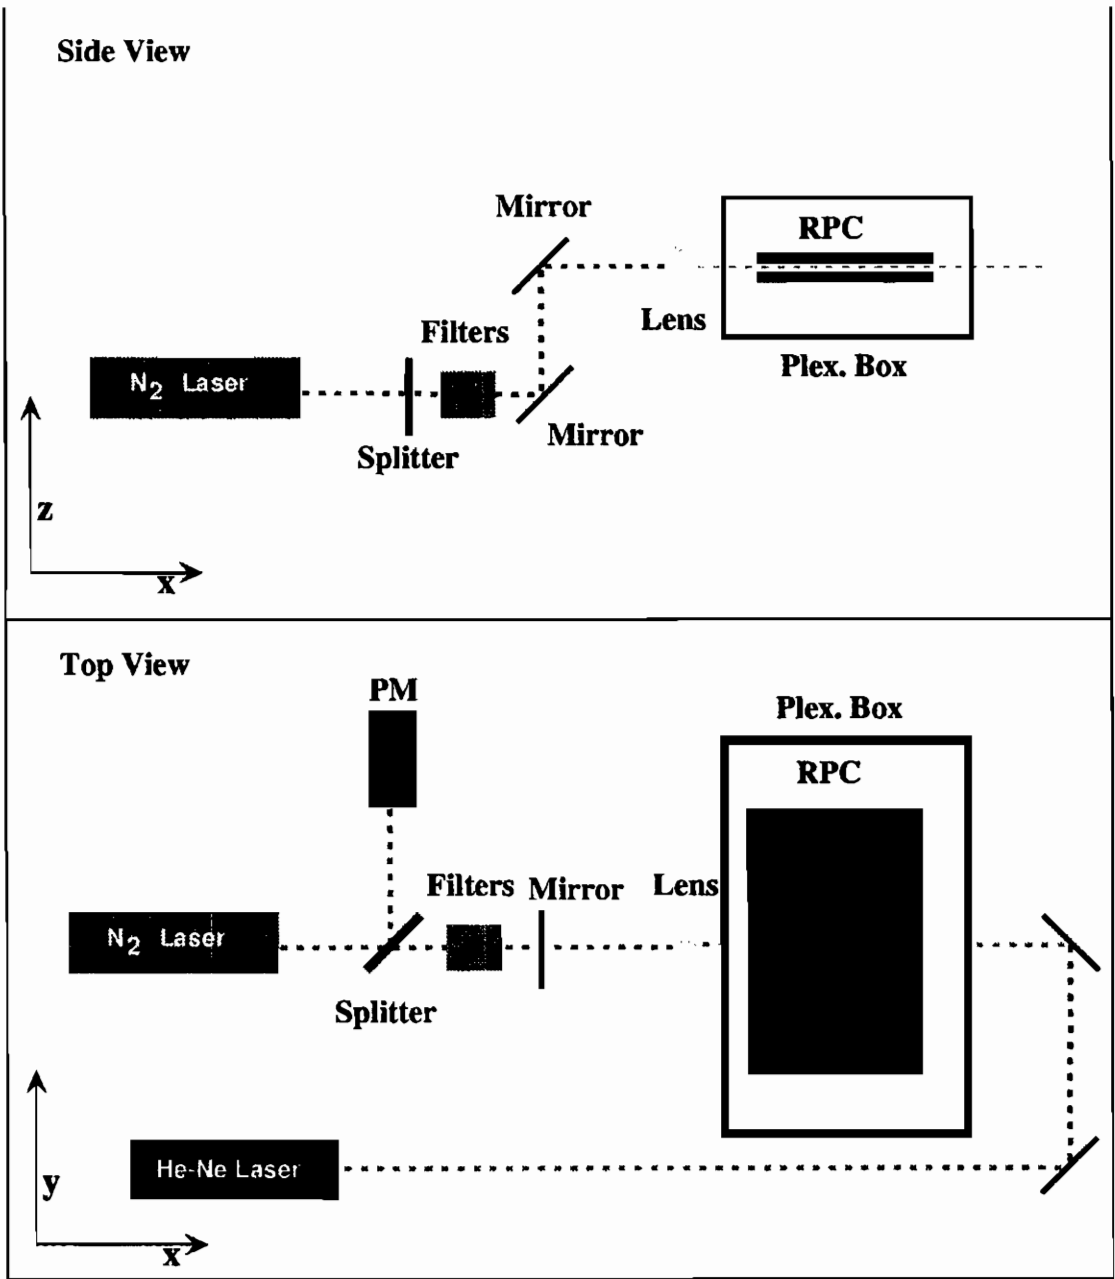 Side View
Mirror
RPC
Lens
Filters
Plex. Box
N2 Laser
Mirror
Splitter
z
x
Top View
PM
Plex. Box
RPC
Filters
Mirror
Lens
N2 Laser
Splitter
He-Ne Laser
y
x